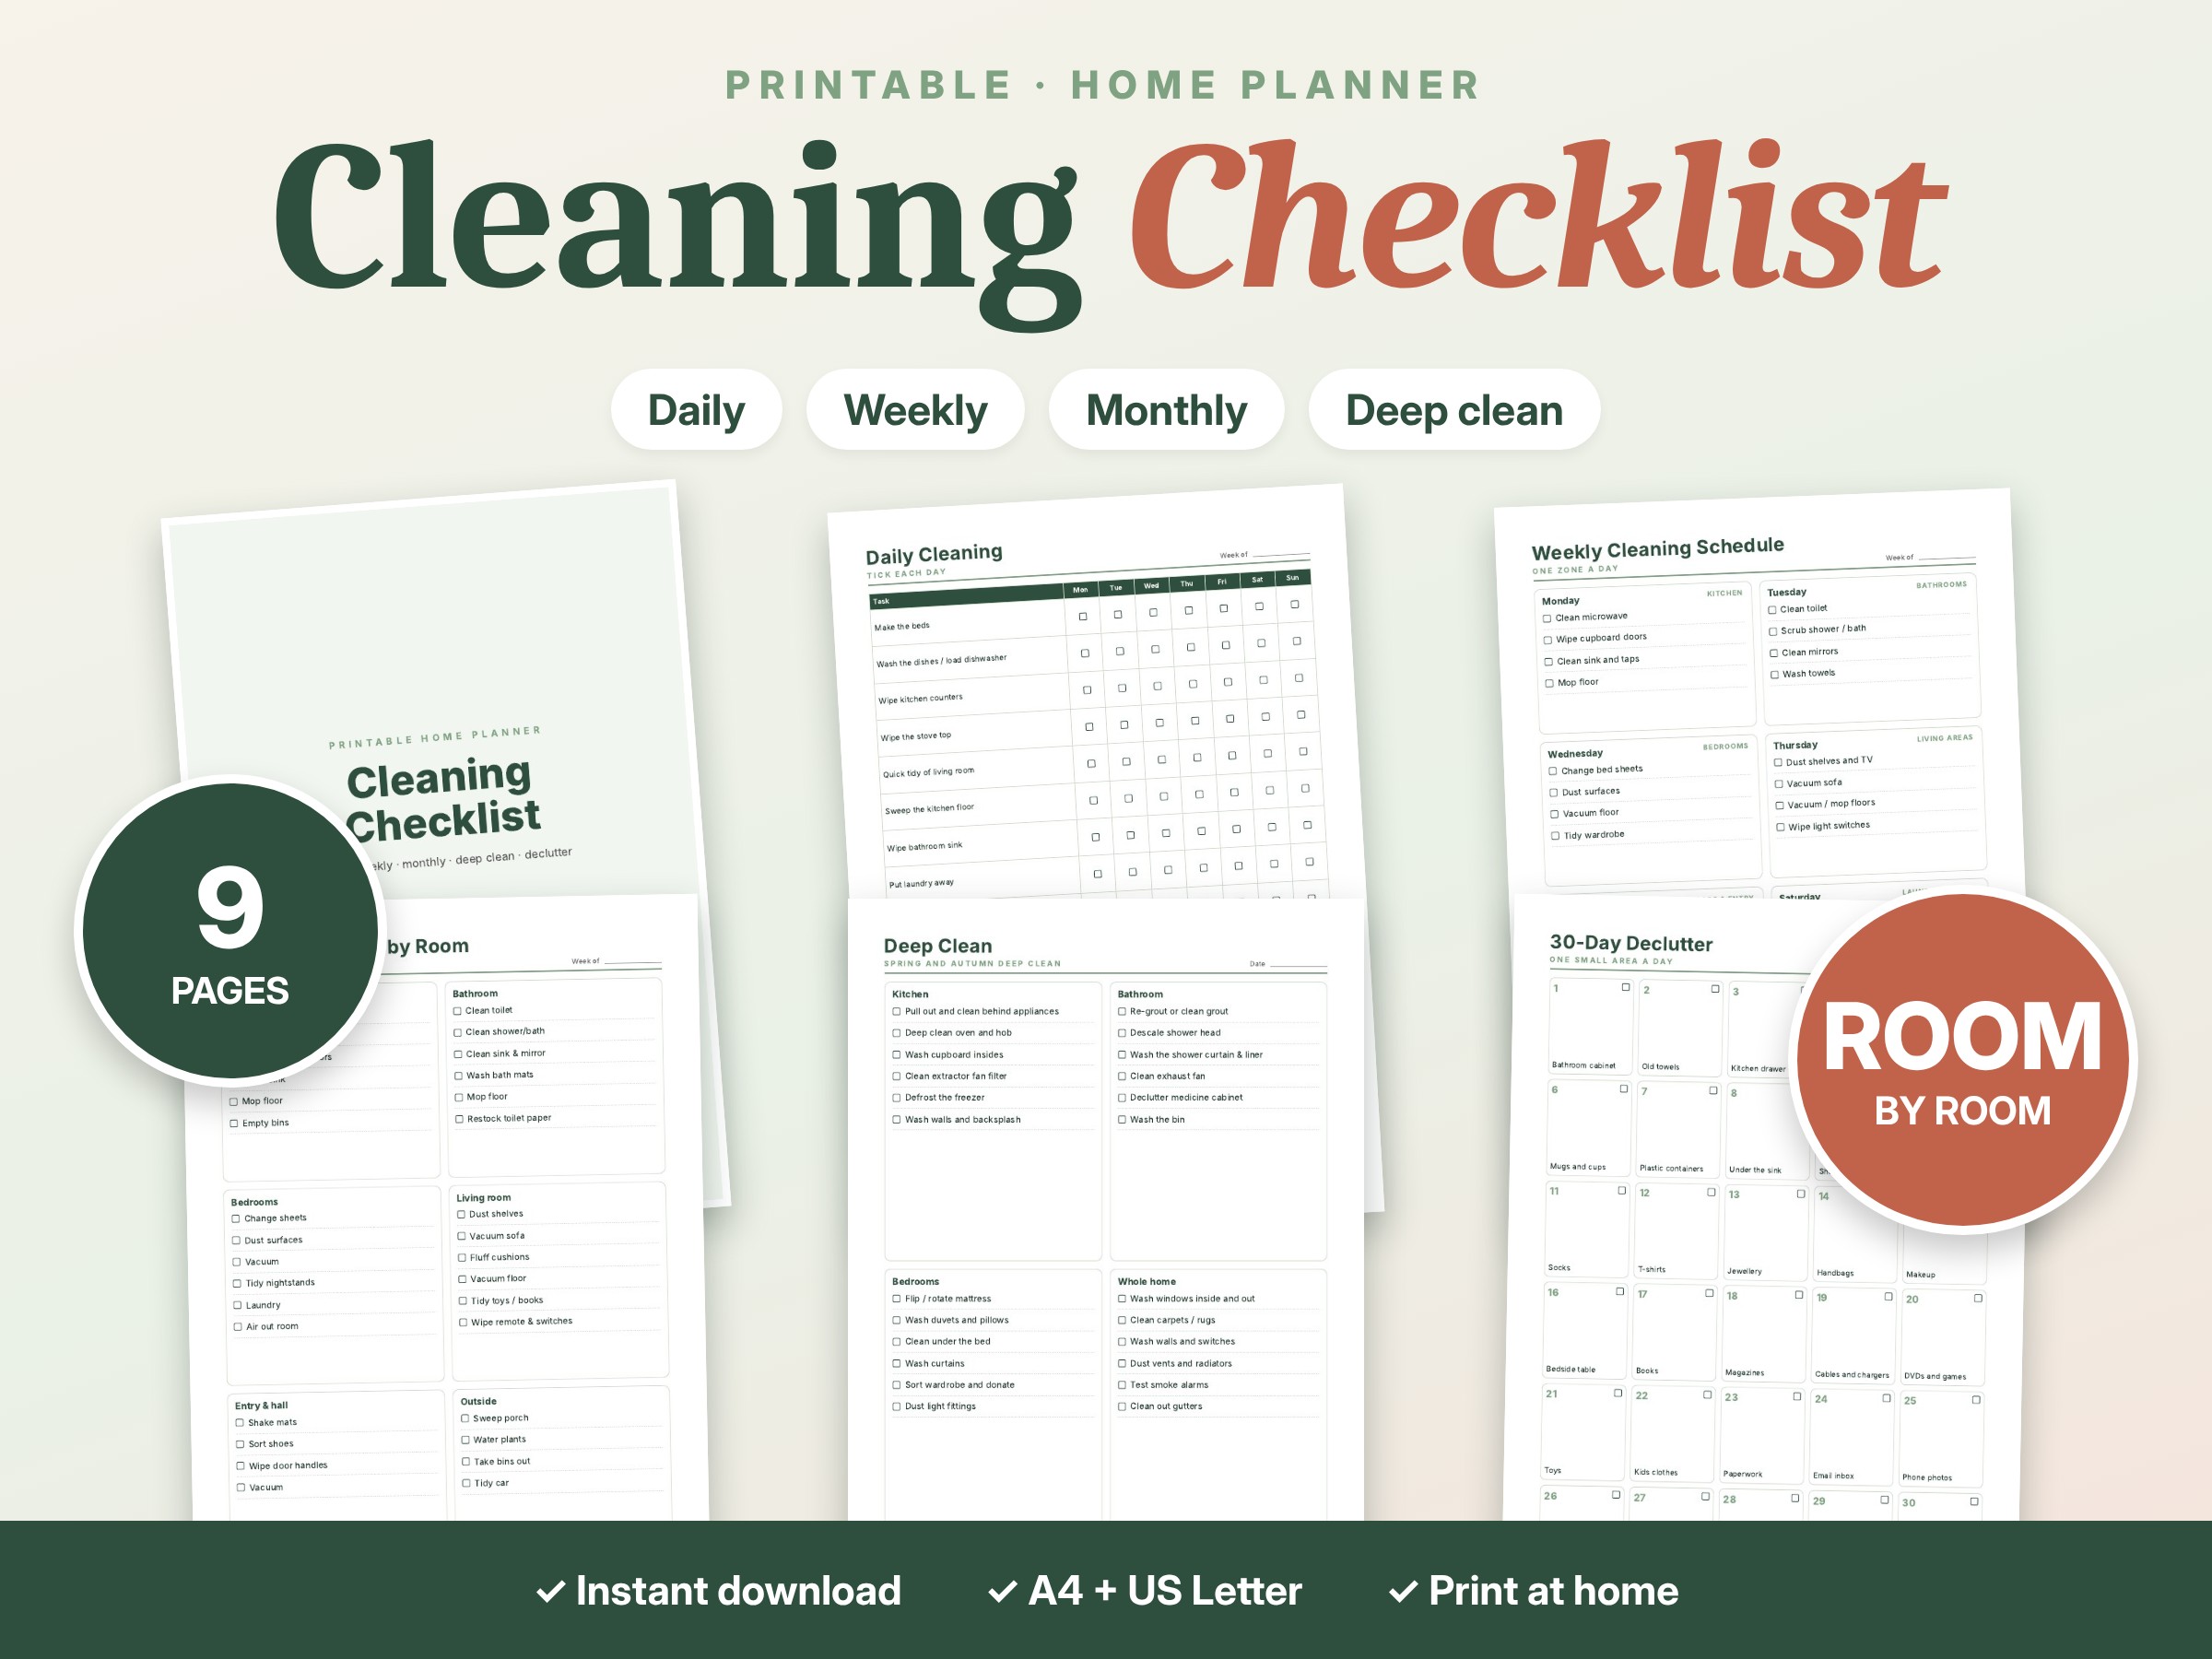 PRINTABLE · HOME PLANNER
Cleaning Checklist
Daily
Weekly
Monthly
Deep clean
PRINTABLE HOME PLANNER
Cleaning
Checklist
· monthly · deep clean · declutter
9
PAGES
Daily Cleaning
TICK EACH DAY
Week of
Task Mon Tue Wed Thu Fri Sat Sun
Make the beds
Wash the dishes / load dishwasher
Wipe kitchen counters
Wipe the stove top
Quick tidy of living room
Sweep the kitchen floor
Wipe bathroom sink
Put laundry away
Weekly Cleaning Schedule
ONE ZONE A DAY
Week of
Monday KITCHEN
Clean microwave
Wipe cupboard doors
Clean sink and taps
Mop floor
Tuesday BATHROOMS
Clean toilet
Scrub shower / bath
Clean mirrors
Wash towels
Wednesday BEDROOMS
Change bed sheets
Dust surfaces
Vacuum floor
Tidy wardrobe
Thursday LIVING AREAS
Dust shelves and TV
Vacuum sofa
Vacuum / mop floors
Wipe light switches
Saturday
by Room
Week of
Mop floor
Empty bins
Bathroom
Clean toilet
Clean shower/bath
Clean sink & mirror
Wash bath mats
Mop floor
Restock toilet paper
Bedrooms
Change sheets
Dust surfaces
Vacuum
Tidy nightstands
Laundry
Air out room
Living room
Dust shelves
Vacuum sofa
Fluff cushions
Vacuum floor
Tidy toys / books
Wipe remote & switches
Entry & hall
Shake mats
Sort shoes
Wipe door handles
Vacuum
Outside
Sweep porch
Water plants
Take bins out
Tidy car
Deep Clean
SPRING AND AUTUMN DEEP CLEAN
Date
Kitchen
Pull out and clean behind appliances
Deep clean oven and hob
Wash cupboard insides
Clean extractor fan filter
Defrost the freezer
Wash walls and backsplash
Bathroom
Re-grout or clean grout
Descale shower head
Wash the shower curtain & liner
Clean exhaust fan
Declutter medicine cabinet
Wash the bin
Bedrooms
Flip / rotate mattress
Wash duvets and pillows
Clean under the bed
Wash curtains
Sort wardrobe and donate
Dust light fittings
Whole home
Wash windows inside and out
Clean carpets / rugs
Wash walls and switches
Dust vents and radiators
Test smoke alarms
Clean out gutters
30-Day Declutter
ONE SMALL AREA A DAY
1 2 3
Bathroom cabinet Old towels Kitchen drawer
6 7 8
Mugs and cups Plastic containers Under the sink
11 12 13 14
Socks T-shirts Jewellery Handbags Makeup
16 17 18 19 20
Bedside table Books Magazines Cables and chargers DVDs and games
21 22 23 24 25
Toys Kids clothes Paperwork Email inbox Phone photos
26 27 28 29 30
ROOM
BY ROOM
✓ Instant download
✓ A4 + US Letter
✓ Print at home